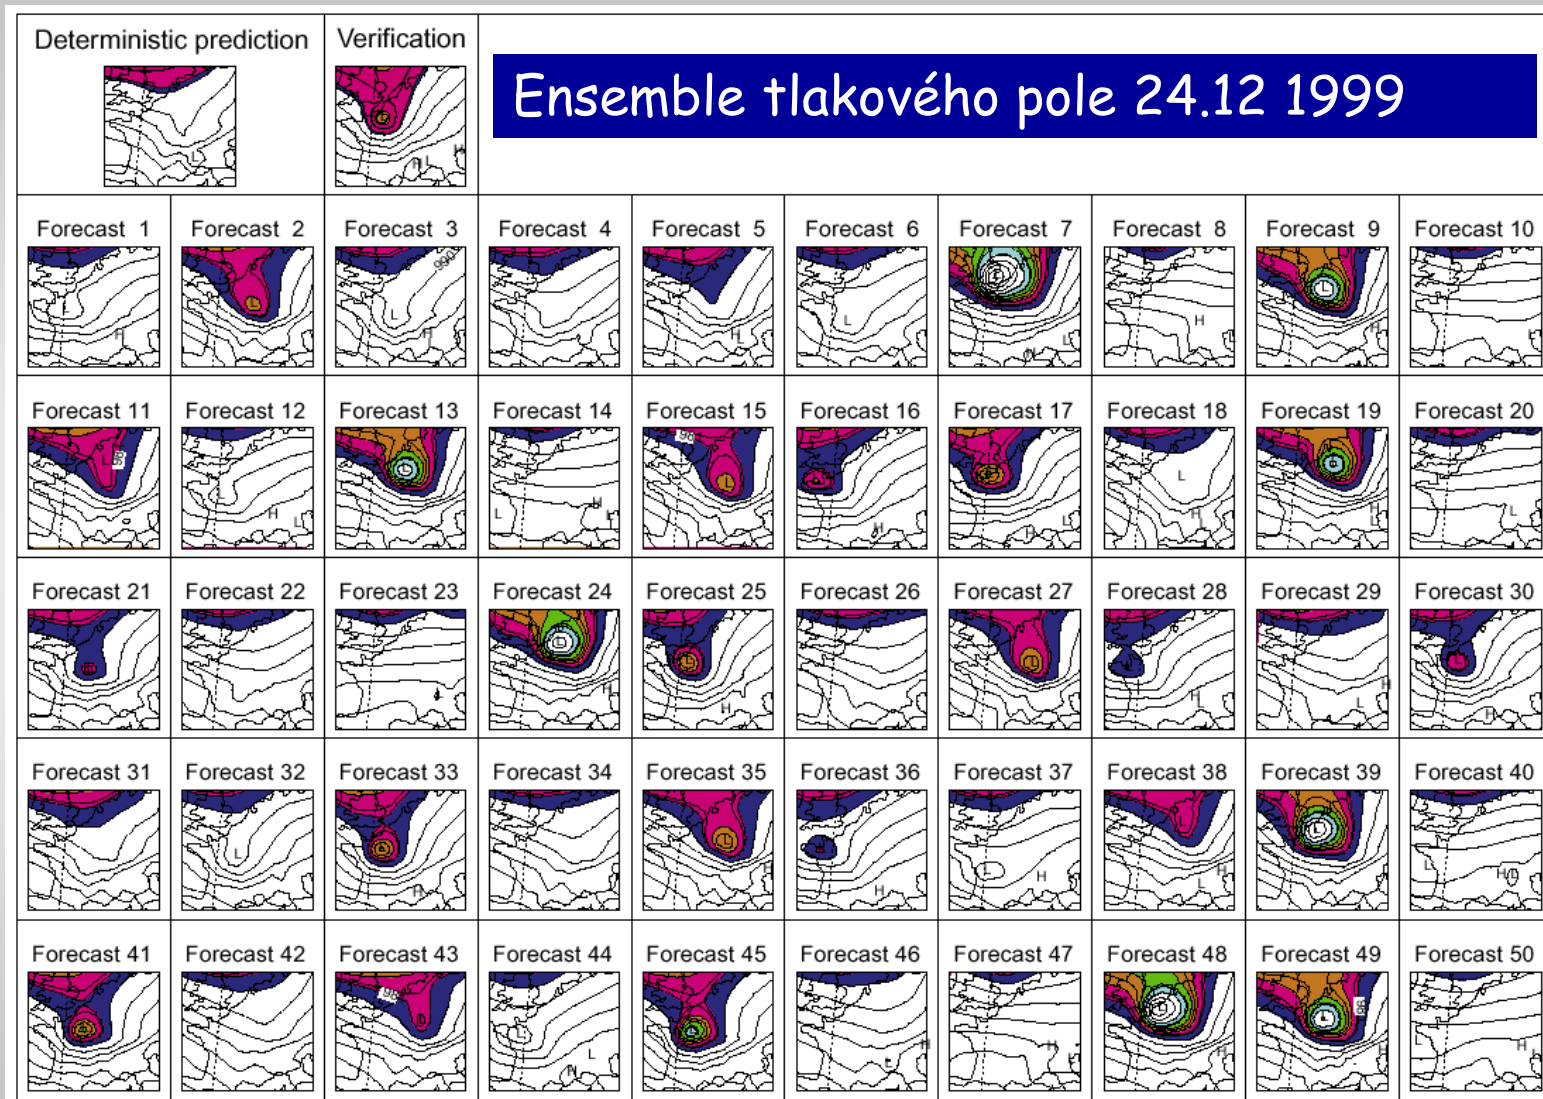 Deterministic prediction Verification
Ensemble tlakového pole 24.12 1999
Forecast 1 Forecast 2 Forecast 3 Forecast 4 Forecast 5 Forecast 6 Forecast 7 Forecast 8 Forecast 9 Forecast 10
Forecast 11 Forecast 12 Forecast 13 Forecast 14 Forecast 15 Forecast 16 Forecast 17 Forecast 18 Forecast 19 Forecast 20
Forecast 21 Forecast 22 Forecast 23 Forecast 24 Forecast 25 Forecast 26 Forecast 27 Forecast 28 Forecast 29 Forecast 30
Forecast 31 Forecast 32 Forecast 33 Forecast 34 Forecast 35 Forecast 36 Forecast 37 Forecast 38 Forecast 39 Forecast 40
Forecast 41 Forecast 42 Forecast 43 Forecast 44 Forecast 45 Forecast 46 Forecast 47 Forecast 48 Forecast 49 Forecast 50